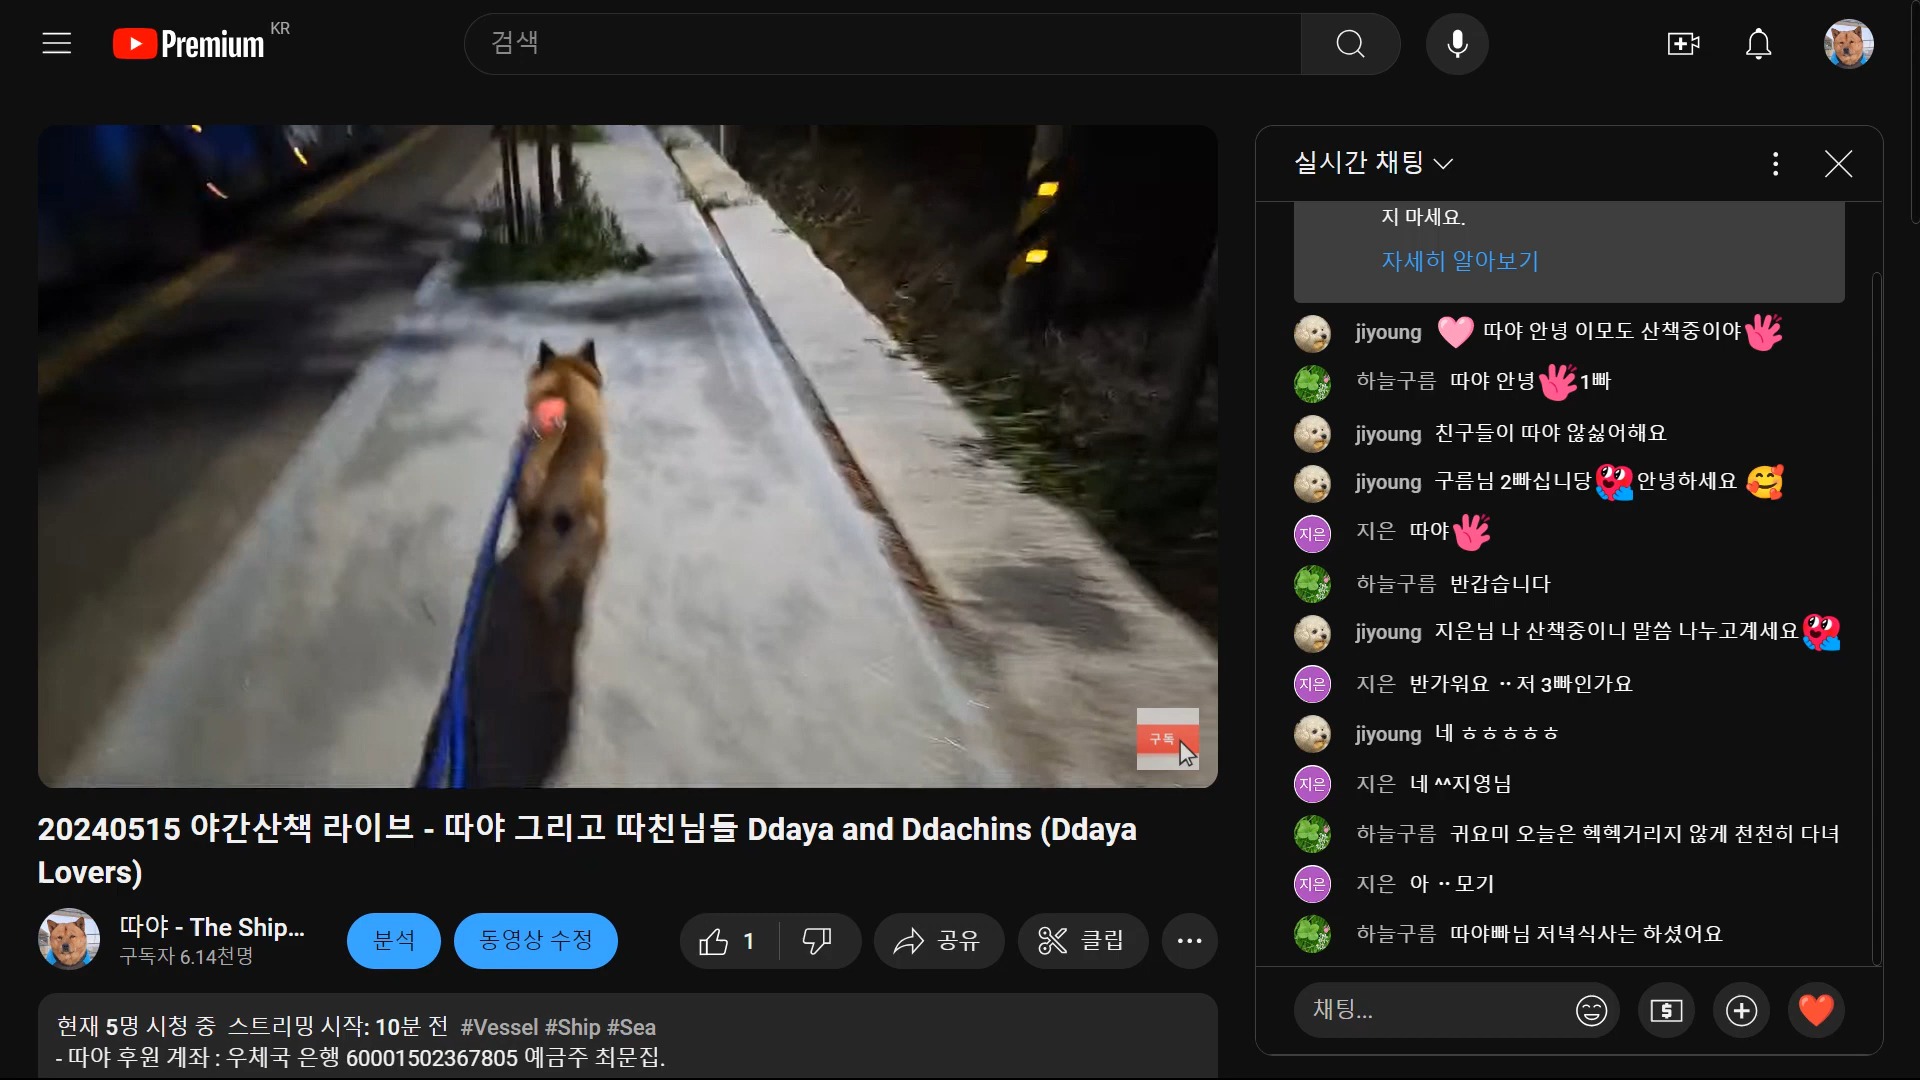 Premium KR
검색
실시간 채팅
지 마세요.
자세히 알아보기
jiyoung 🩷 따야 안녕 이모도 산책중이야
하늘구름 따야 안녕 1빠
jiyoung 친구들이 따야 않싫어해요
jiyoung 구름님 2빠십니당 안녕하세요 🥰
지은 지은 따야
하늘구름 반갑습니다
jiyoung 지은님 나 산책중이니 말씀 나누고계세요
지은 지은 반가워요 ᆢ저 3빠인가요
jiyoung 네 ㅎㅎㅎㅎㅎ
지은 지은 네 ^^지영님
하늘구름 귀요미 오늘은 헥헥거리지 않게 천천히 다녀
지은 지은 아 ᆢ모기
하늘구름 따야빠님 저녁식사는 하셨어요
채팅...
구독
20240515 야간산책 라이브 - 따야 그리고 따친님들 Ddaya and Ddachins (Ddaya
Lovers)
따야 - The Ship...
구독자 6.14천명
분석
동영상 수정
1
공유
클립
현재 5명 시청 중 스트리밍 시작: 10분 전 #Vessel #Ship #Sea
- 따야 후원 계좌 : 우체국 은행 60001502367805 예금주 최문집.